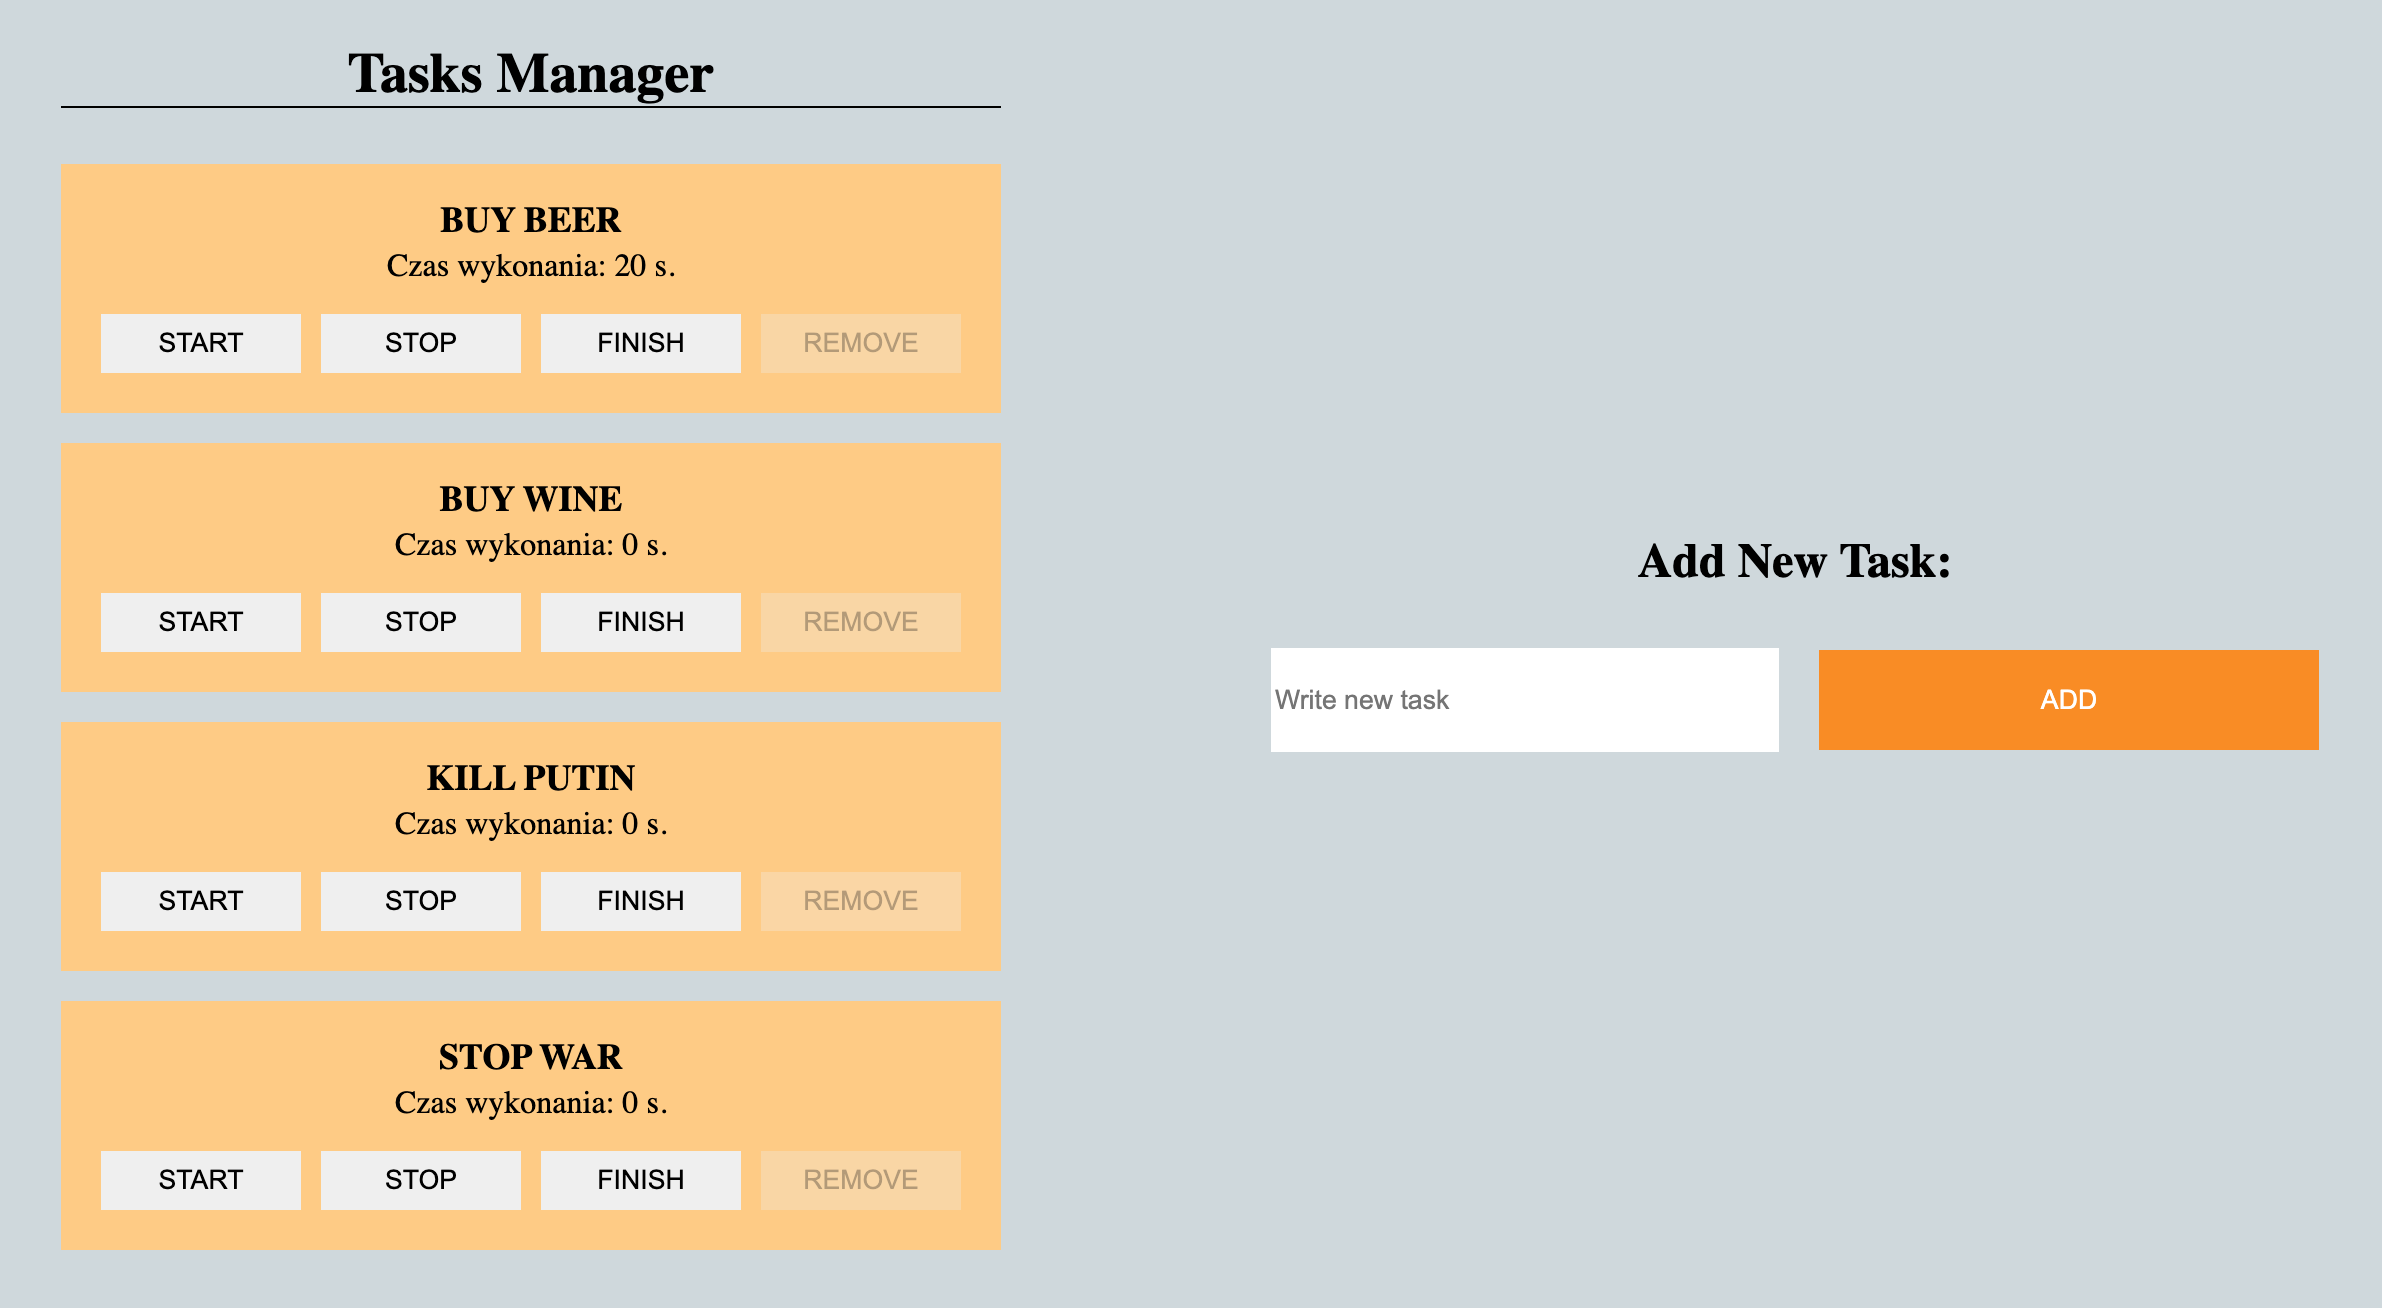 Tasks Manager
BUY BEER
Czas wykonania: 20 s.
START STOP FINISH REMOVE
BUY WINE
Czas wykonania: 0 s.
START STOP FINISH REMOVE
KILL PUTIN
Czas wykonania: 0 s.
START STOP FINISH REMOVE
STOP WAR
Czas wykonania: 0 s.
START STOP FINISH REMOVE
Add New Task:
Write new task ADD